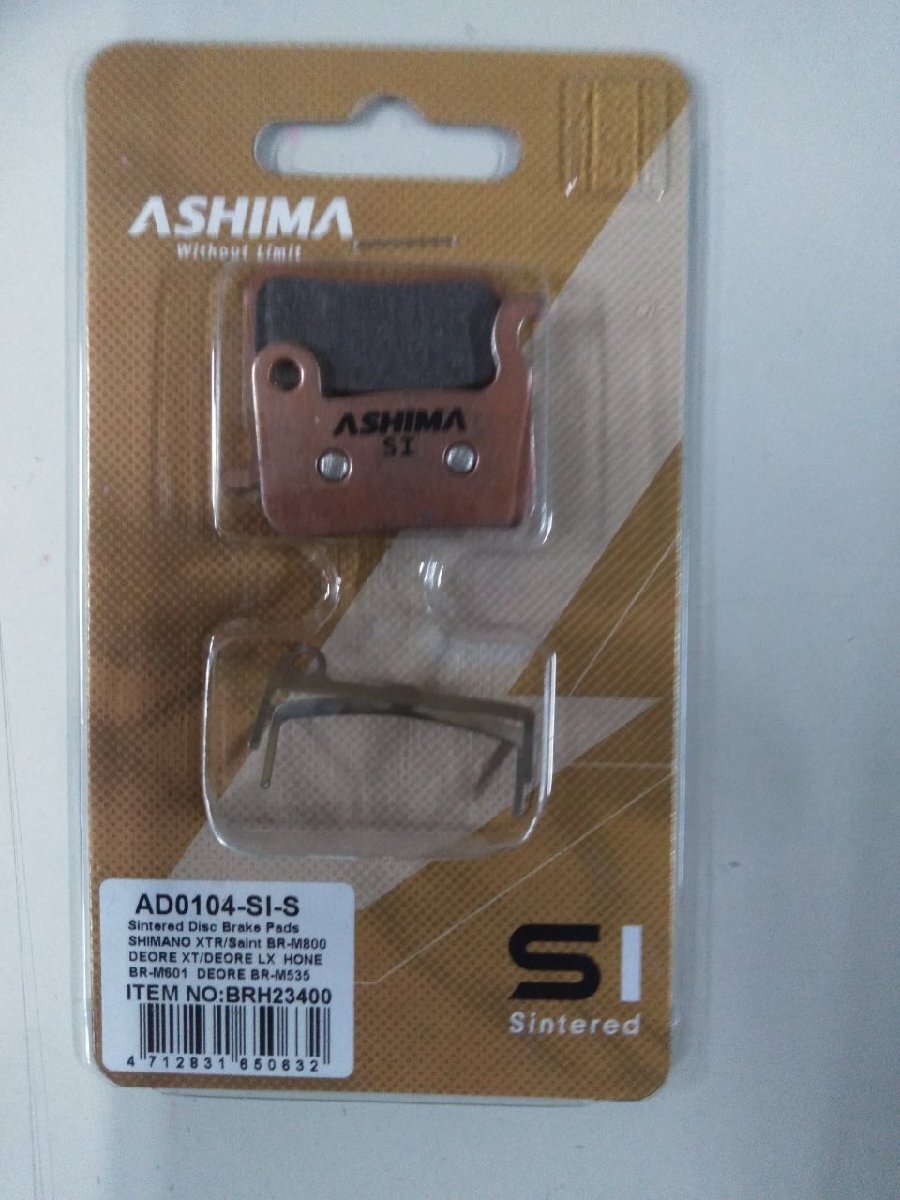 ASHIMA
Without Limit
ASHIMA
SI
AD0104-SI-S
Sintered Disc Brake Pads
SHIMANO XTR/Saint BR-M800
DEORE XT/DEORE LX HONE
BR-M601 DEORE BR-M535
ITEM NO:BRH23400
4 712831 650632
SI
Sintered